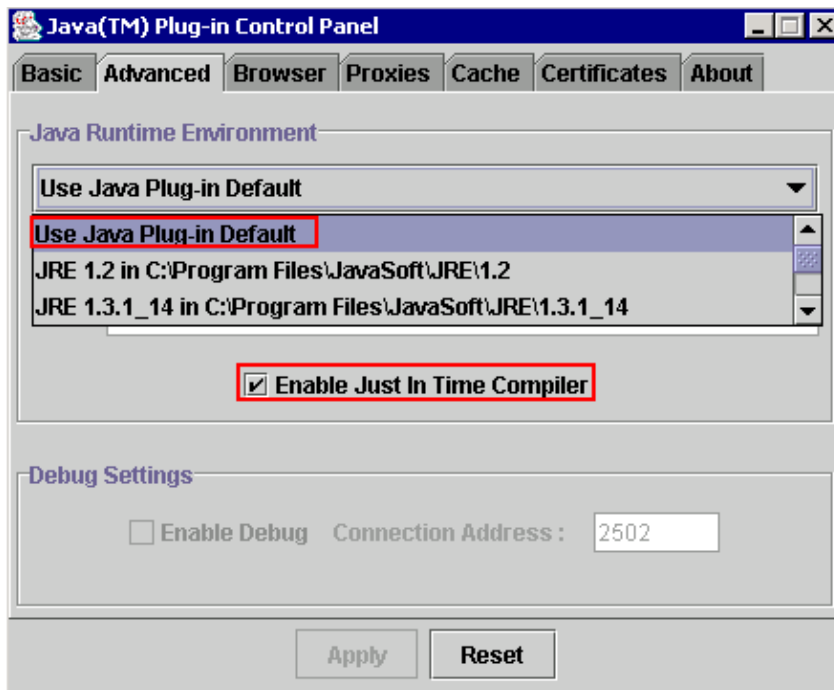 Java(TM) Plug-in Control Panel
Basic Advanced Browser Proxies Cache Certificates About
Java Runtime Environment
Use Java Plug-in Default
Use Java Plug-in Default
JRE 1.2 in C:\Program Files\JavaSoft\JRE\1.2
JRE 1.3.1_14 in C:\Program Files\JavaSoft\JRE\1.3.1_14
Enable Just In Time Compiler
Debug Settings
Enable Debug Connection Address : 2502
Apply Reset